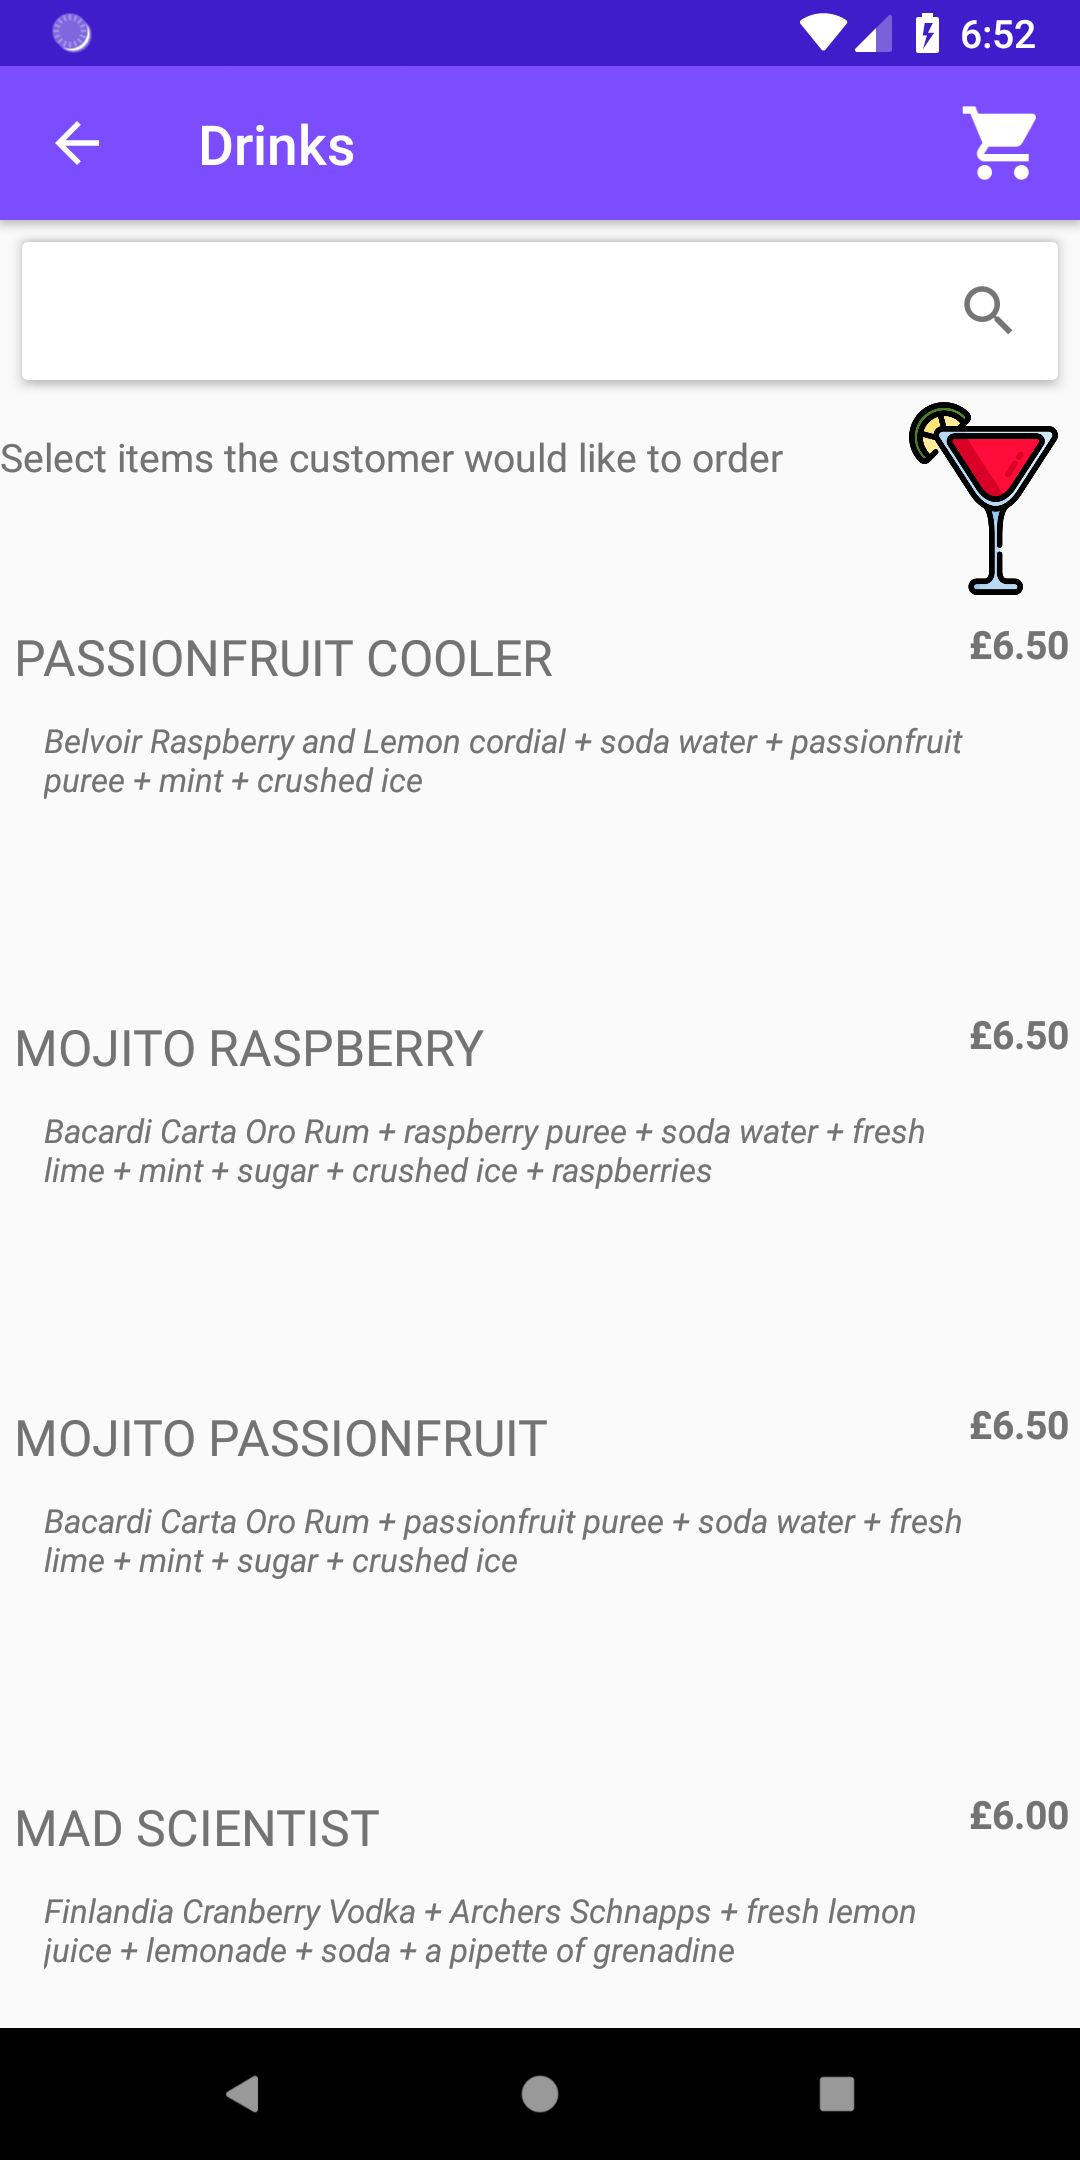 6:52
Drinks
Select items the customer would like to order
PASSIONFRUIT COOLER
£6.50
Belvoir Raspberry and Lemon cordial + soda water + passionfruit
puree + mint + crushed ice
MOJITO RASPBERRY
£6.50
Bacardi Carta Oro Rum + raspberry puree + soda water + fresh
lime + mint + sugar + crushed ice + raspberries
MOJITO PASSIONFRUIT
£6.50
Bacardi Carta Oro Rum + passionfruit puree + soda water + fresh
lime + mint + sugar + crushed ice
MAD SCIENTIST
£6.00
Finlandia Cranberry Vodka + Archers Schnapps + fresh lemon
juice + lemonade + soda + a pipette of grenadine